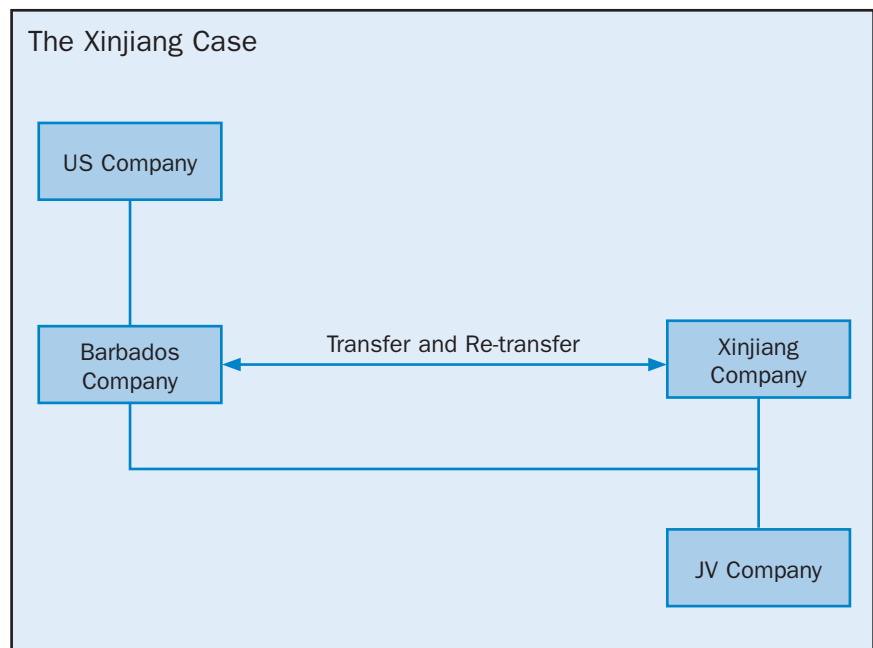 The Xinjiang Case
US Company
Barbados
Company
Transfer and Re-transfer
Xinjiang
Company
JV Company